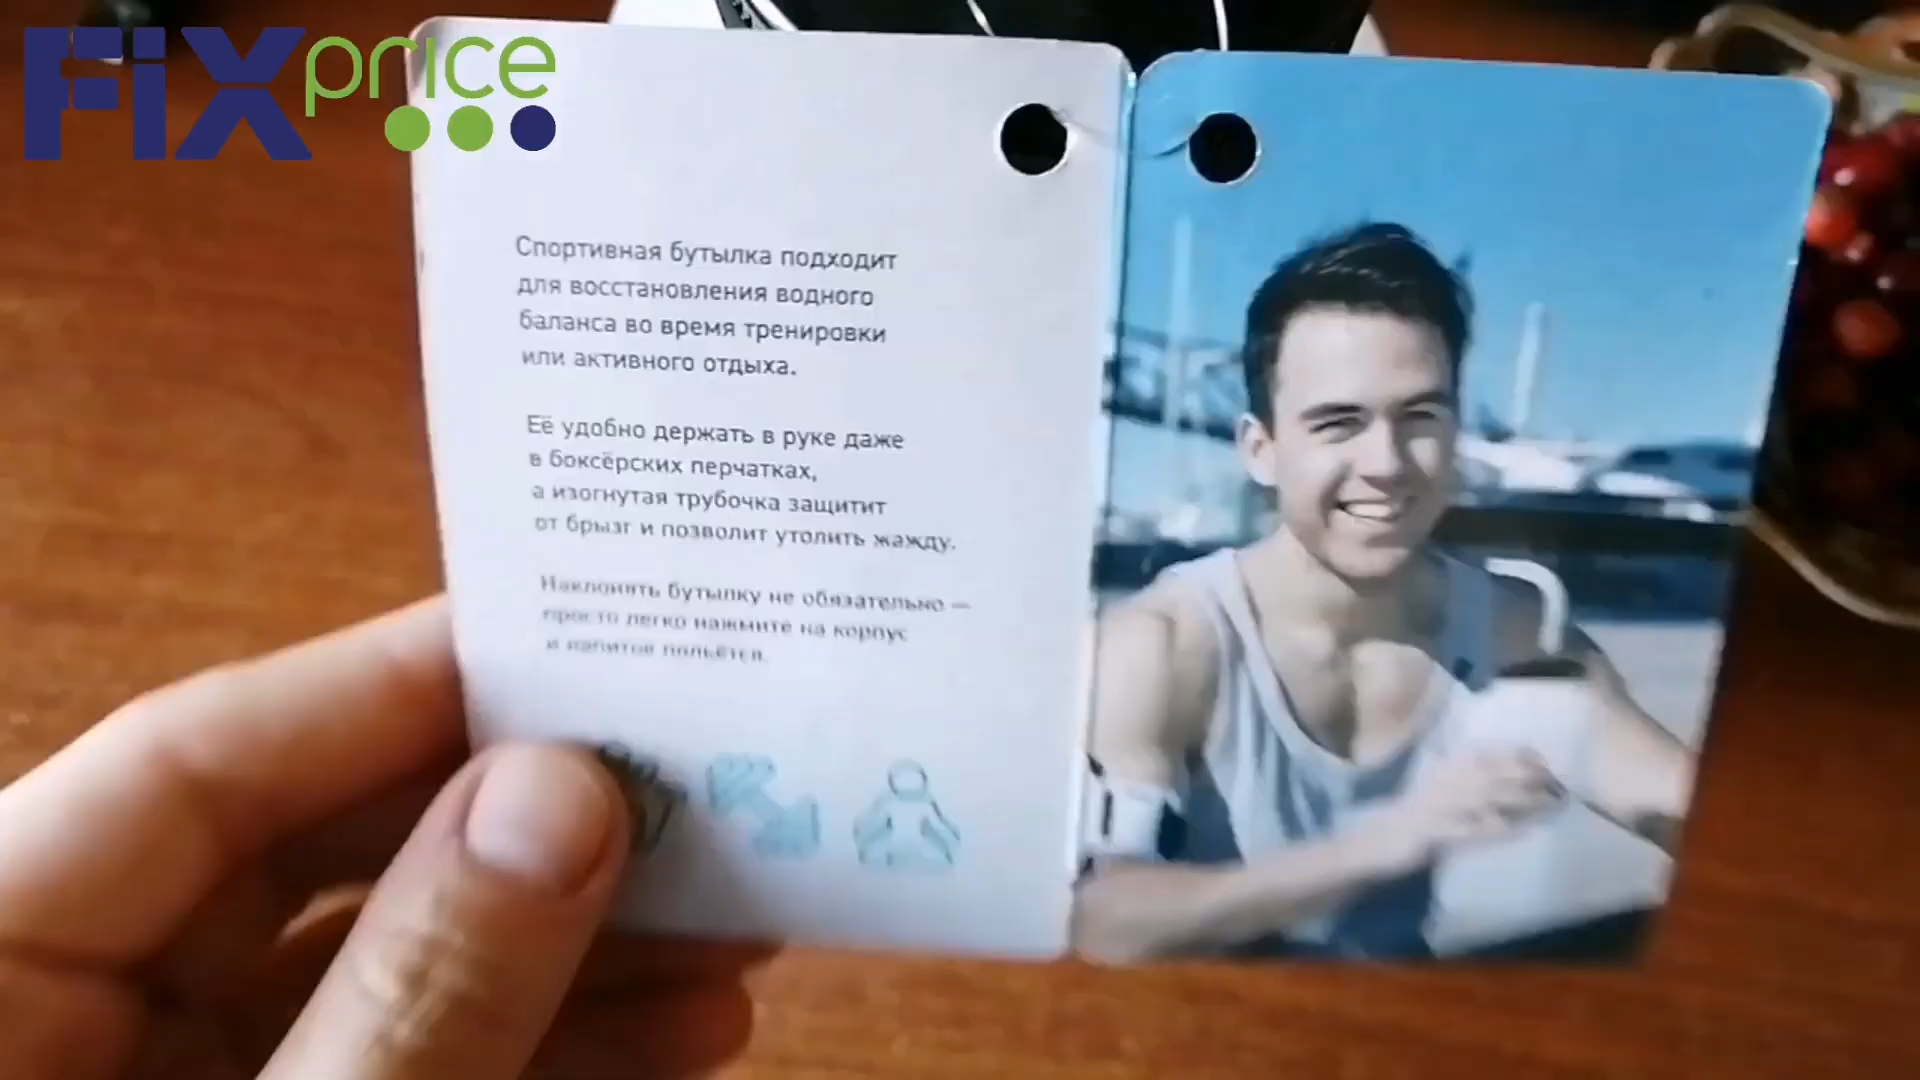 FiXprice
Спортивная бутылка подходит
для восстановления водного
баланса во время тренировки
или активного отдыха.
Её удобно держать в руке даже
в боксёрских перчатках,
а изогнутая трубочка защитит
от брызг и позволит утолить жажду.
Наклонять бутылку не обязательно —
просто легко нажмите на корпус
и напиток польётся.